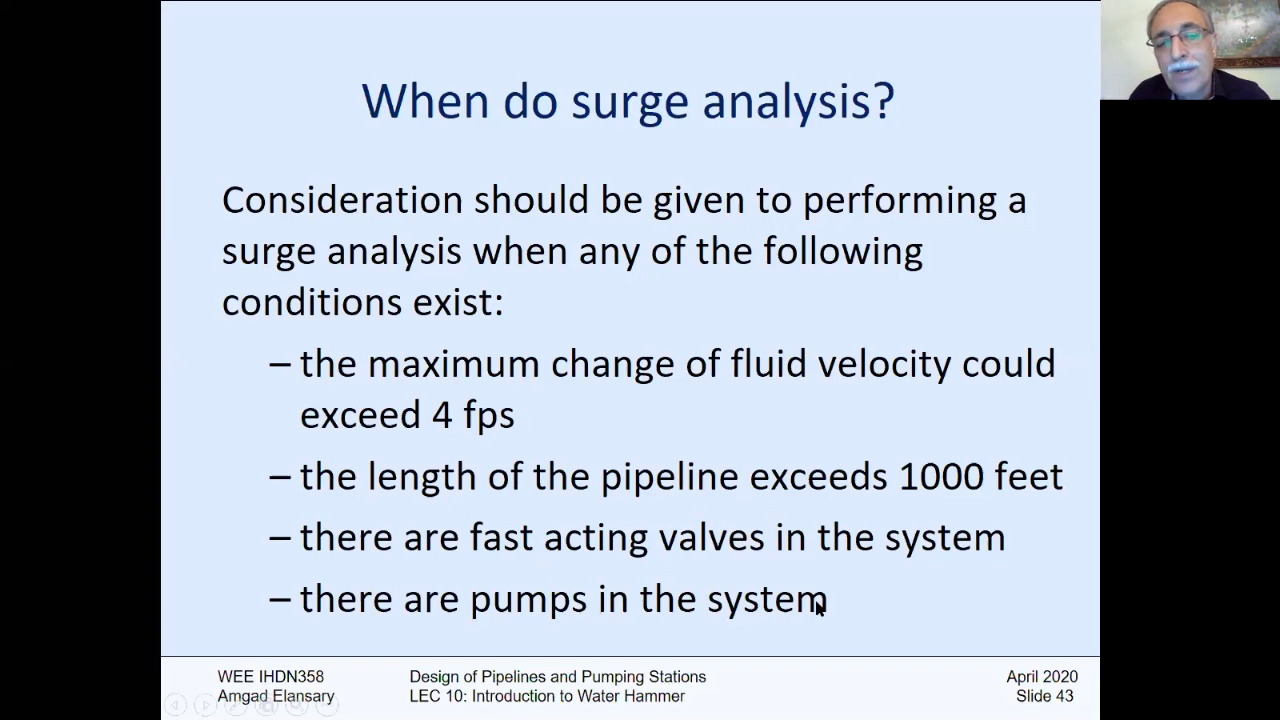 When do surge analysis?
Consideration should be given to performing a
surge analysis when any of the following
conditions exist:
– the maximum change of fluid velocity could
exceed 4 fps
– the length of the pipeline exceeds 1000 feet
– there are fast acting valves in the system
– there are pumps in the system
WEE IHDN358
Amgad Elansary
Design of Pipelines and Pumping Stations
LEC 10: Introduction to Water Hammer
April 2020
Slide 43